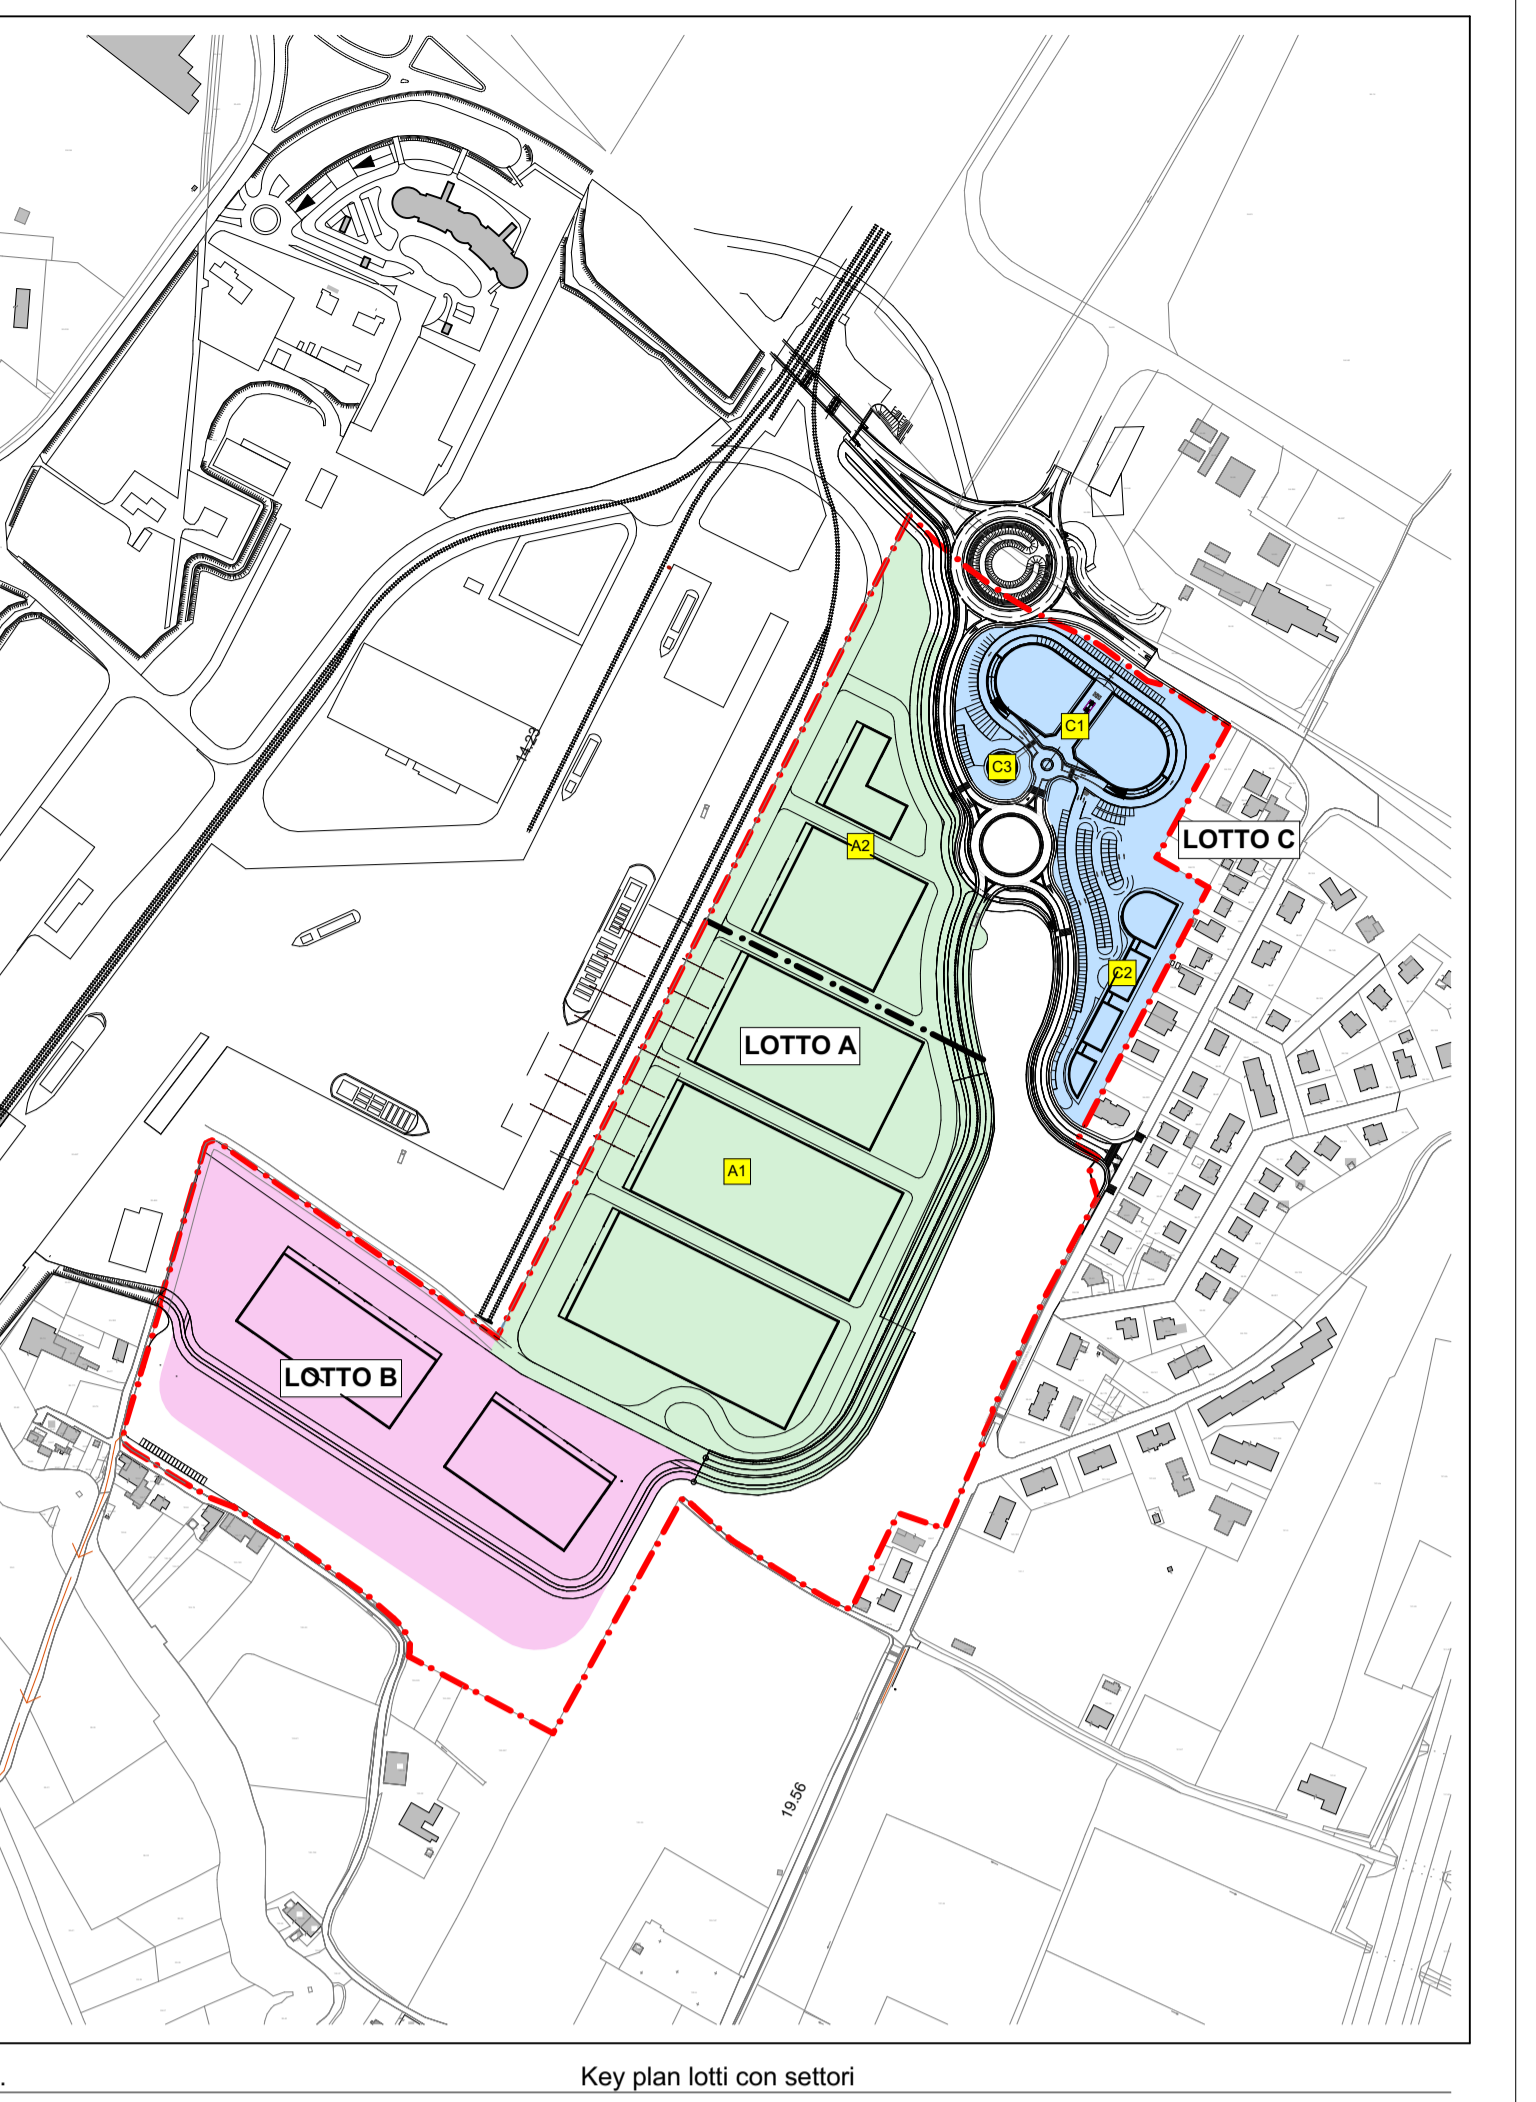 14.23
C1
C3
LOTTO C
A2
C2
LOTTO A
A1
LOTTO B
19.56
.
Key plan lotti con settori